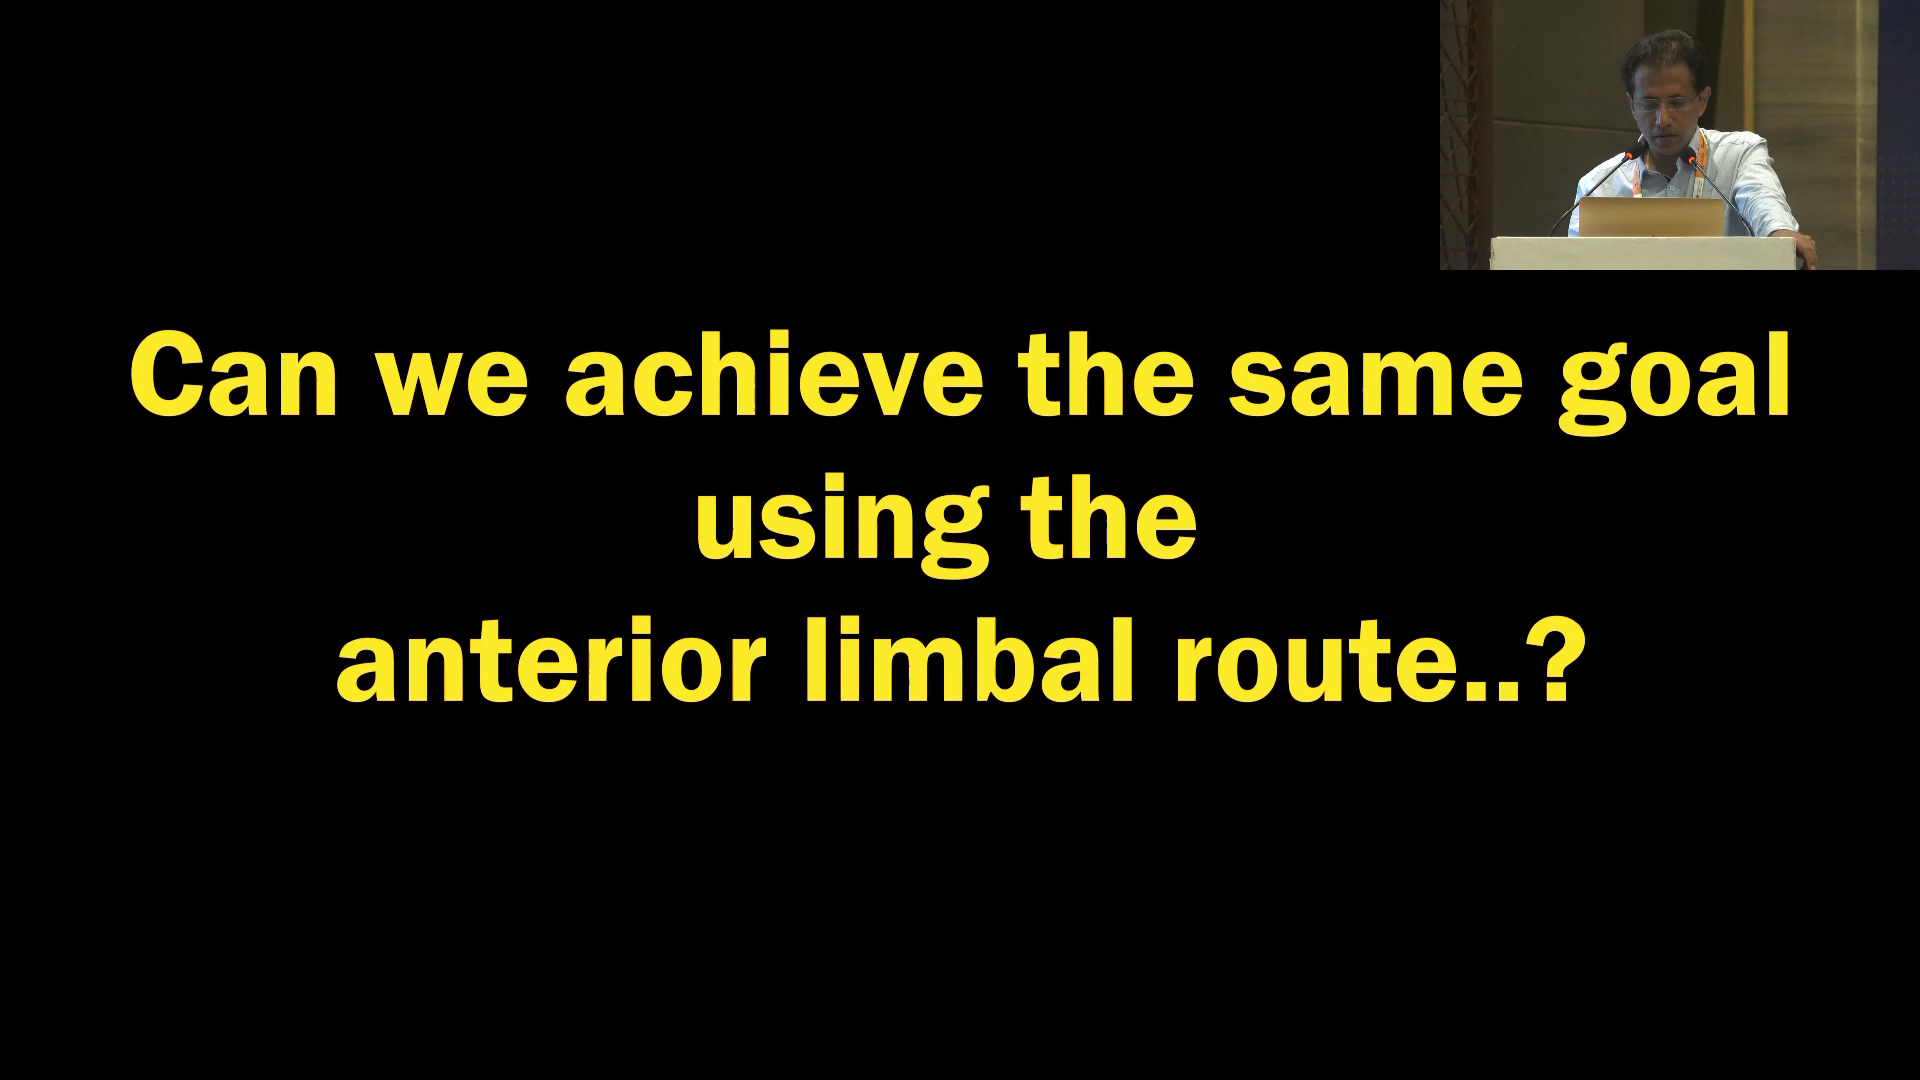 Can we achieve the same goal
using the
anterior limbal route..?